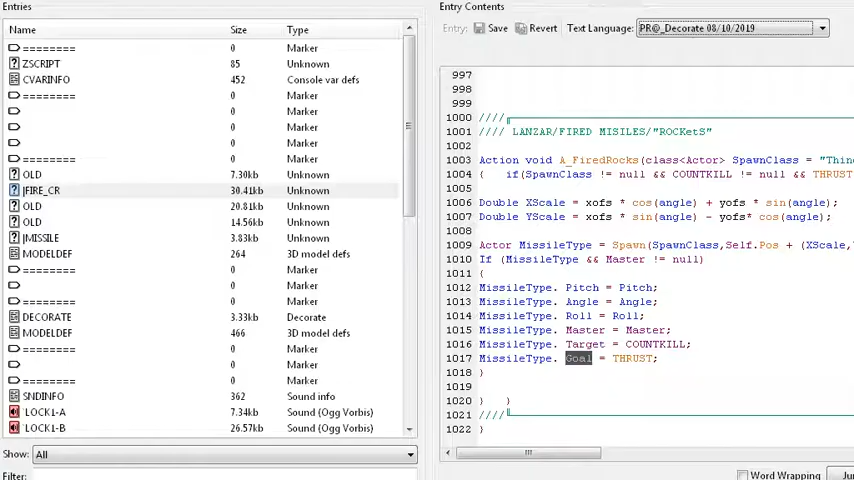 Entries
Name Size Type
======== 0 Marker
ZSCRIPT 85 Unknown
CVARINFO 452 Console var defs
======== 0 Marker
0 Marker
0 Marker
0 Marker
======== 0 Marker
OLD 7.30kb Unknown
|FIRE_CR 30.41kb Unknown
OLD 20.81kb Unknown
OLD 14.56kb Unknown
|MISSILE 3.83kb Unknown
MODELDEF 264 3D model defs
======== 0 Marker
0 Marker
======== 0 Marker
DECORATE 3.33kb Decorate
MODELDEF 466 3D model defs
======== 0 Marker
0 Marker
======== 0 Marker
SNDINFO 362 Sound info
LOCK1-A 7.34kb Sound (Ogg Vorbis)
LOCK1-B 26.57kb Sound (Ogg Vorbis)
Show: All
Filter:
Entry Contents
Entry: Save Revert Text Language: PR@_Decorate 08/10/2019
997
998
999
1000 ////╔
1001 //// LANZAR/FIRED MISILES/"ROCKetS"
1002
1003 Action void A_FiredRocks(class<Actor> SpawnClass = "Thin
1004 { if(SpawnClass != null && COUNTKILL != null && THRUST
1005
1006 Double XScale = xofs * cos(angle) + yofs * sin(angle);
1007 Double YScale = xofs * sin(angle) - yofs* cos(angle);
1008
1009 Actor MissileType = Spawn(SpawnClass,Self.Pos + (XScale,
1010 If (MissileType && Master != null)
1011 {
1012 MissileType. Pitch = Pitch;
1013 MissileType. Angle = Angle;
1014 MissileType. Roll = Roll;
1015 MissileType. Master = Master;
1016 MissileType. Target = COUNTKILL;
1017 MissileType. Goal = THRUST;
1018 }
1019
1020 } }
1021 ////╚
1022 }
Word Wrapping Ju